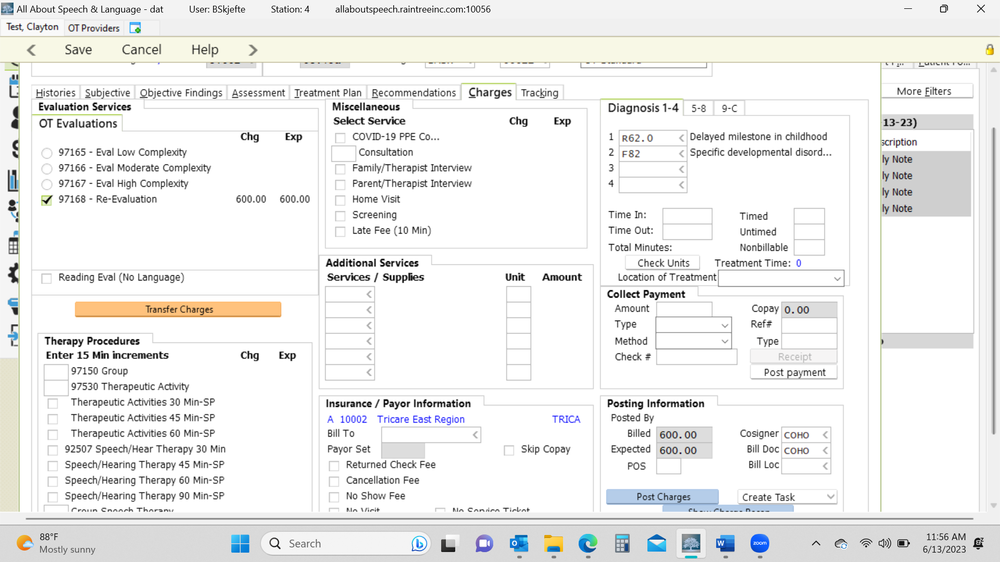 All About Speech & Language - dat User: BSkjefte Station: 4 allaboutspeech.raintreeinc.com:10056
Test, Clayton OT Providers
Save Cancel Help
Histories Subjective Objective Findings Assessment Treatment Plan Recommendations Charges Tracking
More Filters
13-23)
scription
ly Note
ly Note
ly Note
ly Note
Evaluation Services
OT Evaluations
Chg Exp
97165 - Eval Low Complexity
97166 - Eval Moderate Complexity
97167 - Eval High Complexity
97168 - Re-Evaluation 600.00 600.00
Reading Eval (No Language)
Transfer Charges
Therapy Procedures
Enter 15 Min increments Chg Exp
97150 Group
97530 Therapeutic Activity
Therapeutic Activities 30 Min-SP
Therapeutic Activities 45 Min-SP
Therapeutic Activities 60 Min-SP
92507 Speech/Hear Therapy 30 Min
Speech/Hearing Therapy 45 Min-SP
Speech/Hearing Therapy 60 Min-SP
Speech/Hearing Therapy 90 Min-SP
Group Speech Therapy
Miscellaneous
Select Service Chg Exp
COVID-19 PPE Co...
Consultation
Family/Therapist Interview
Parent/Therapist Interview
Home Visit
Screening
Late Fee (10 Min)
Additional Services
Services / Supplies Unit Amount
Insurance / Payor Information
A 10002 Tricare East Region TRICA
Bill To
Payor Set Skip Copay
Returned Check Fee
Cancellation Fee
No Show Fee
No Visit No Service Ticket
Diagnosis 1-4 5-8 9-C
1 R62.0 Delayed milestone in childhood
2 F82 Specific developmental disord...
3
4
Time In: Timed
Time Out: Untimed
Total Minutes: Nonbillable
Check Units Treatment Time: 0
Location of Treatment
Collect Payment
Amount Copay 0.00
Type Ref#
Method Type
Check # Receipt
Post payment
Posting Information
Posted By
Billed 600.00 Cosigner COHO
Expected 600.00 Bill Doc COHO
POS Bill Loc
Post Charges Create Task
Show Charge Recap
88°F
Mostly sunny
Search
zoom
11:56 AM
6/13/2023